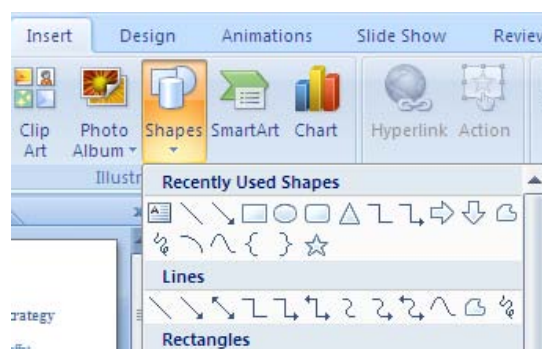 Insert Design Animations Slide Show Review
Clip Art Photo Album Shapes SmartArt Chart Hyperlink Action
Recently Used Shapes
Lines
Rectangles